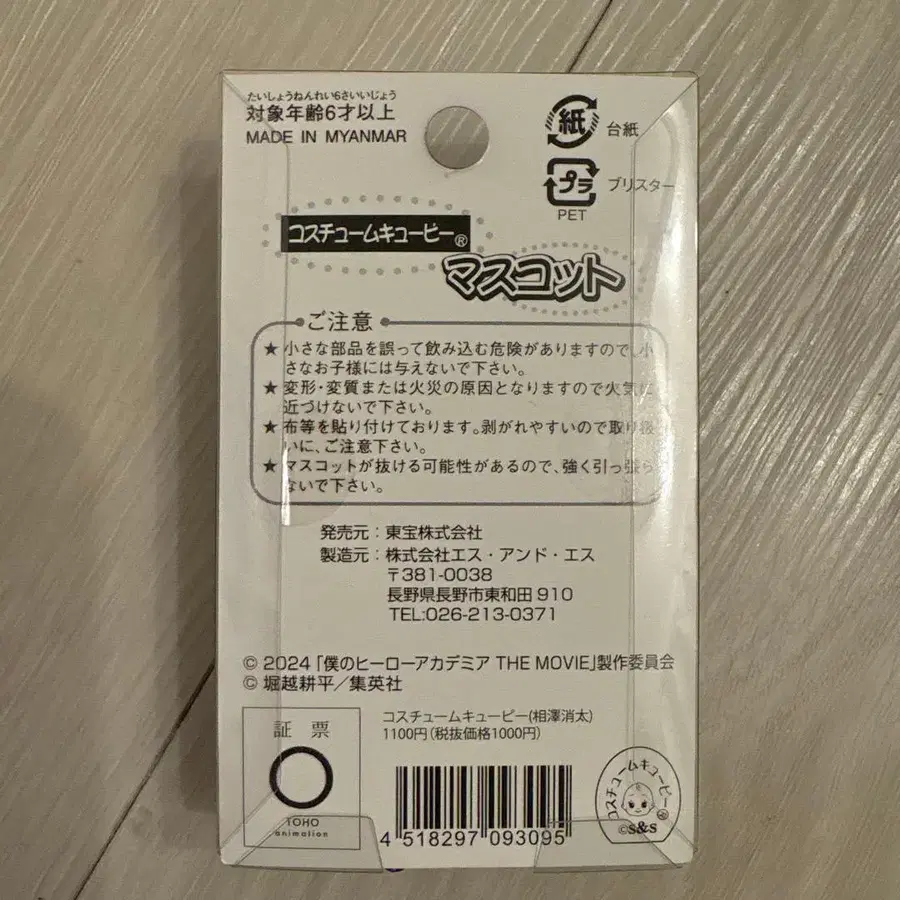 たいしょうねんれい6さいいじょう
対象年齢6才以上
MADE IN MYANMAR
紙 台紙
プラ ブリスター
PET
コスチュームキューピー®
マスコット
ご注意
★ 小さな部品を誤って飲み込む危険がありますので、小
さなお子様には与えないで下さい。
★ 変形・変質または火災の原因となりますので火気に
近づけないで下さい。
★ 布等を貼り付けております。剥がれやすいので取り扱
いに、ご注意下さい。
★ マスコットが抜ける可能性があるので、強く引っ張ら
ないで下さい。
発売元：東宝株式会社
製造元：株式会社エス・アンド・エス
〒381-0038
長野県長野市東和田 910
TEL:026-213-0371
© 2024「僕のヒーローアカデミア THE MOVIE」製作委員会
© 堀越耕平／集英社
証票
TOHO
animation
コスチュームキューピー(相澤消太)
1100円(税抜価格1000円)
4 518297 093095
コスチュームキューピー®
©s&s